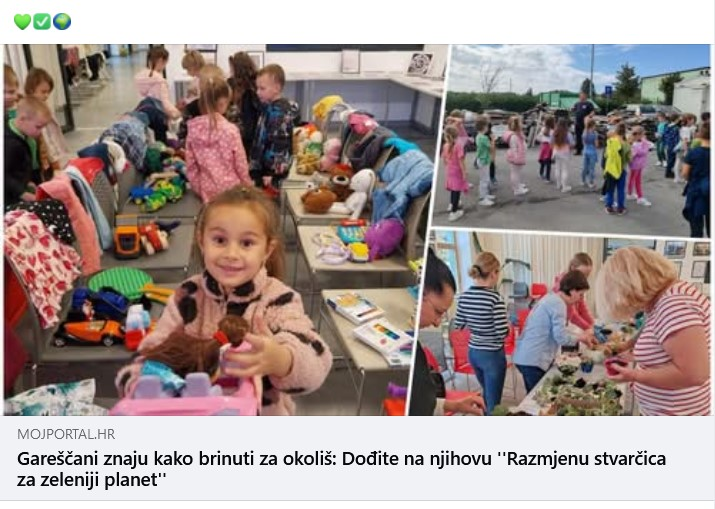 💚✅🌍
MOJPORTAL.HR
Gareščani znaju kako brinuti za okoliš: Dođite na njihovu ''Razmjenu stvarčica
za zeleniji planet''